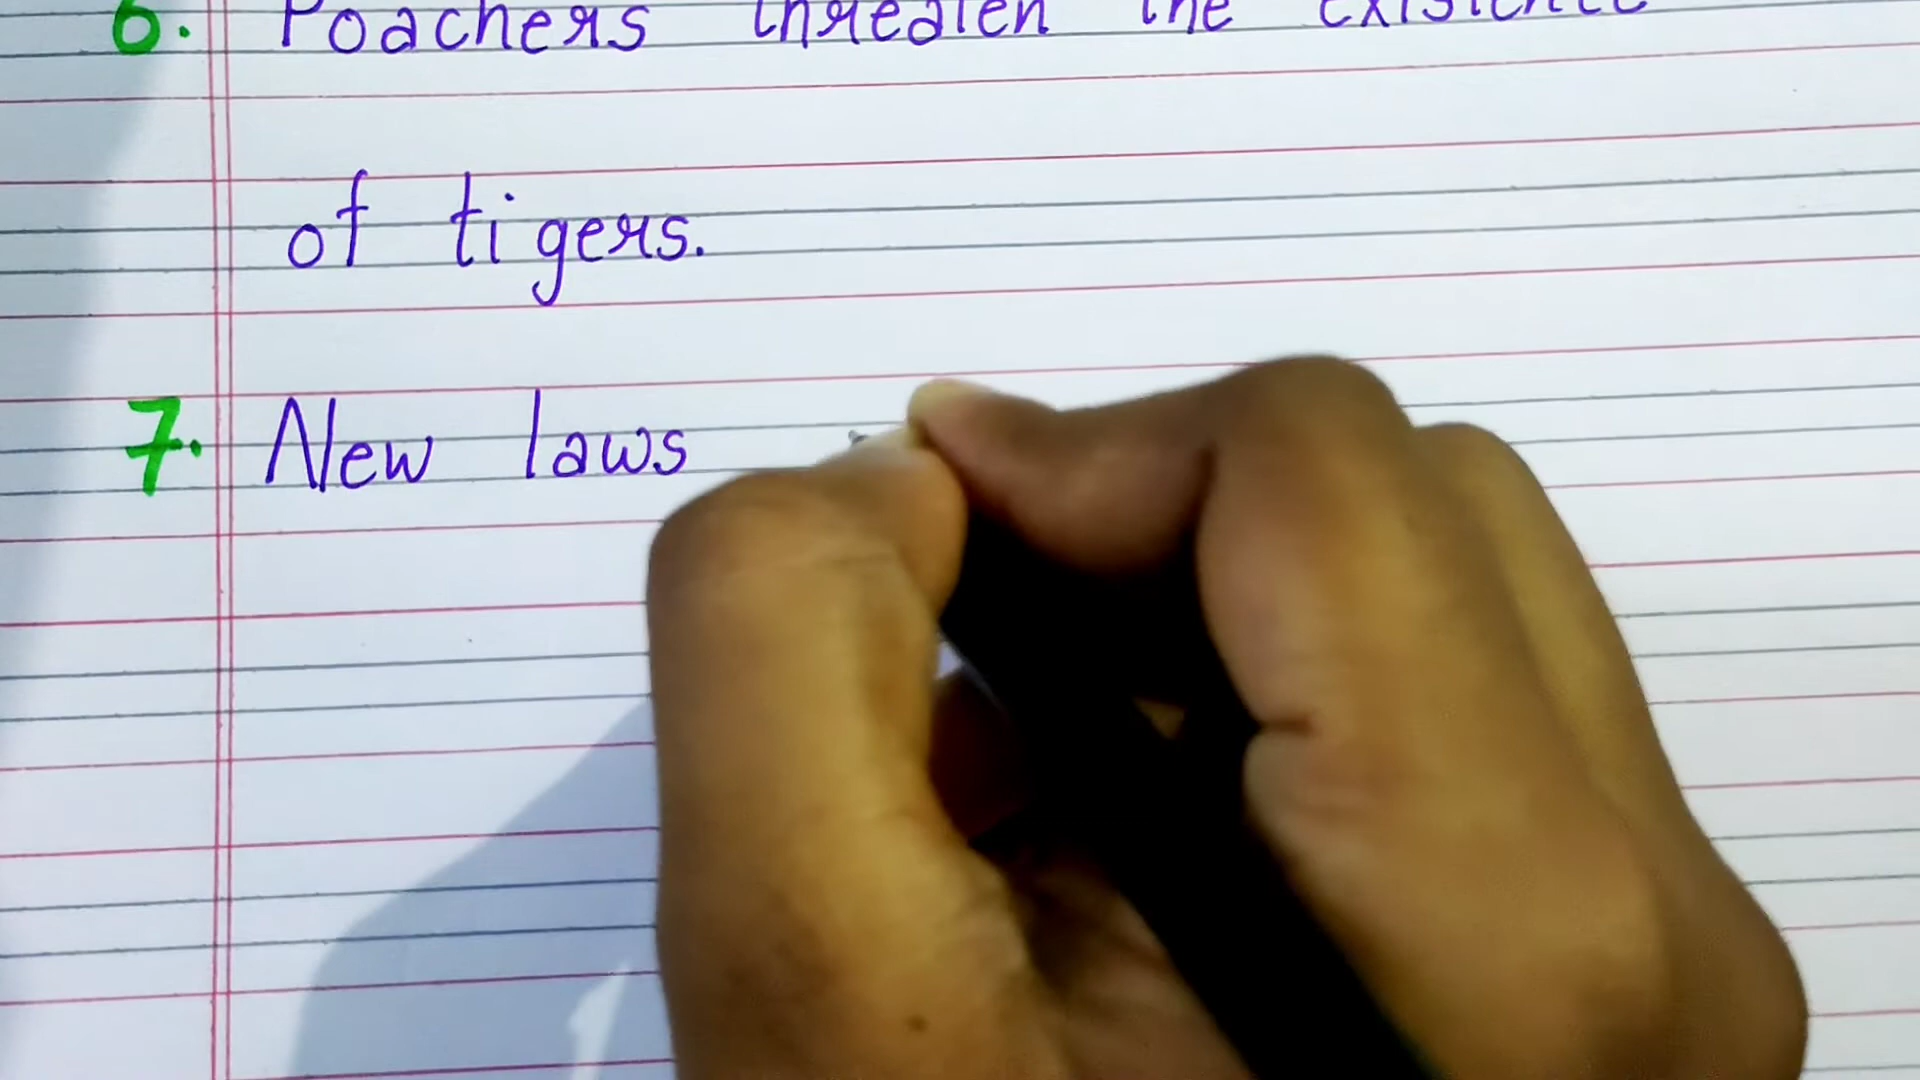 6. Poachers threaten the existence
of tigers.
7. New laws